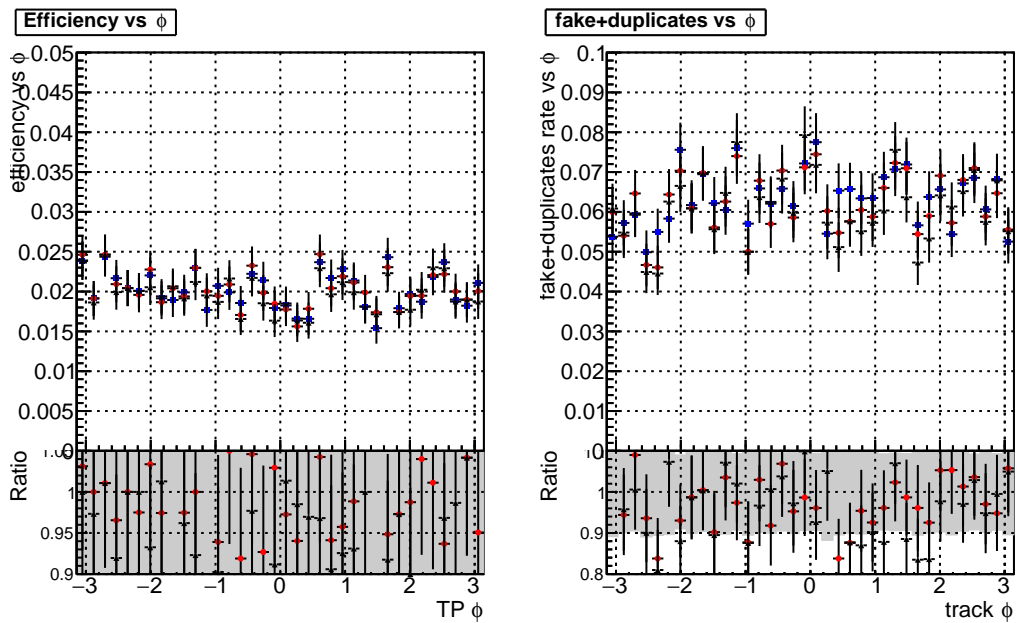 Efficiency vs ϕ
efficiency vs ϕ
0.05
0.045
0.04
0.035
0.03
0.025
0.02
0.015
0.01
0.005
0
Ratio
1.05
1
0.95
0.9
−3 −2 −1 0 1 2 3
TP ϕ
fake+duplicates vs ϕ
fake+duplicates rate vs ϕ
0.1
0.09
0.08
0.07
0.06
0.05
0.04
0.03
0.02
0.01
0
Ratio
1
0.9
0.8
−3 −2 −1 0 1 2 3
track ϕ